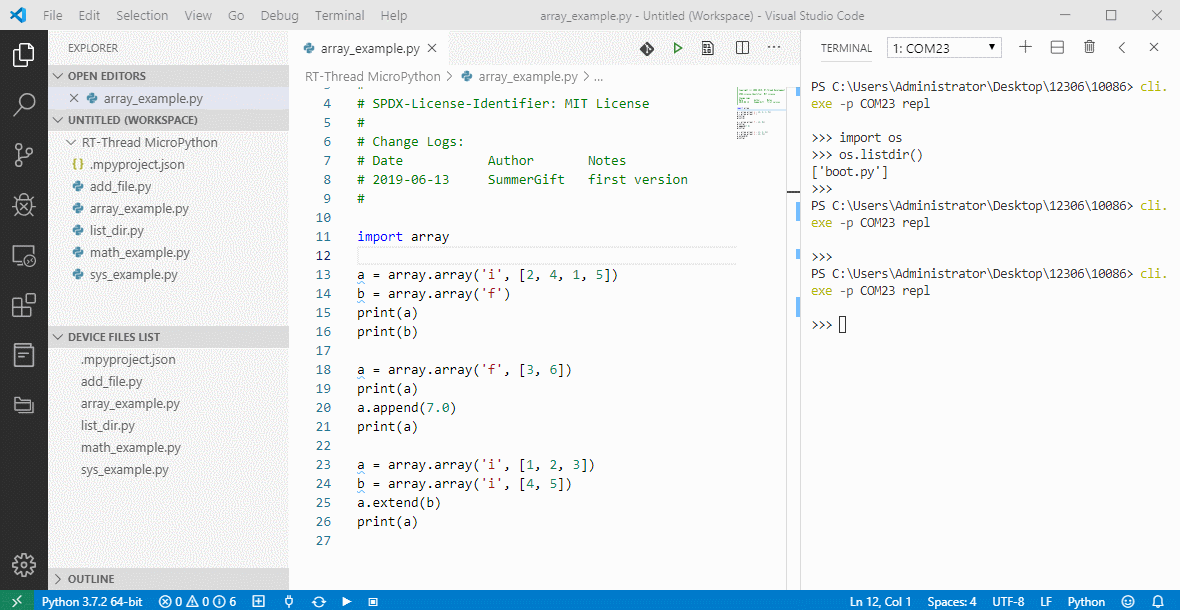 File Edit Selection View Go Debug Terminal Help
array_example.py - Untitled (Workspace) - Visual Studio Code
EXPLORER
OPEN EDITORS
array_example.py
UNTITLED (WORKSPACE)
RT-Thread MicroPython
{} .mpyproject.json
add_file.py
array_example.py
list_dir.py
math_example.py
sys_example.py
DEVICE FILES LIST
.mpyproject.json
add_file.py
array_example.py
list_dir.py
math_example.py
sys_example.py
OUTLINE
array_example.py
RT-Thread MicroPython > array_example.py > ...
4 # SPDX-License-Identifier: MIT License
5 #
6 # Change Logs:
7 # Date Author Notes
8 # 2019-06-13 SummerGift first version
9 #
10
11 import array
12
13 a = array.array('i', [2, 4, 1, 5])
14 b = array.array('f')
15 print(a)
16 print(b)
17
18 a = array.array('f', [3, 6])
19 print(a)
20 a.append(7.0)
21 print(a)
22
23 a = array.array('i', [1, 2, 3])
24 b = array.array('i', [4, 5])
25 a.extend(b)
26 print(a)
27
TERMINAL
1: COM23
PS C:\Users\Administrator\Desktop\12306\10086> cli.
exe -p COM23 repl
>>> import os
>>> os.listdir()
['boot.py']
>>>
PS C:\Users\Administrator\Desktop\12306\10086> cli.
exe -p COM23 repl
>>>
PS C:\Users\Administrator\Desktop\12306\10086> cli.
exe -p COM23 repl
>>>
Python 3.7.2 64-bit 0 0 6
Ln 12, Col 1 Spaces: 4 UTF-8 LF Python